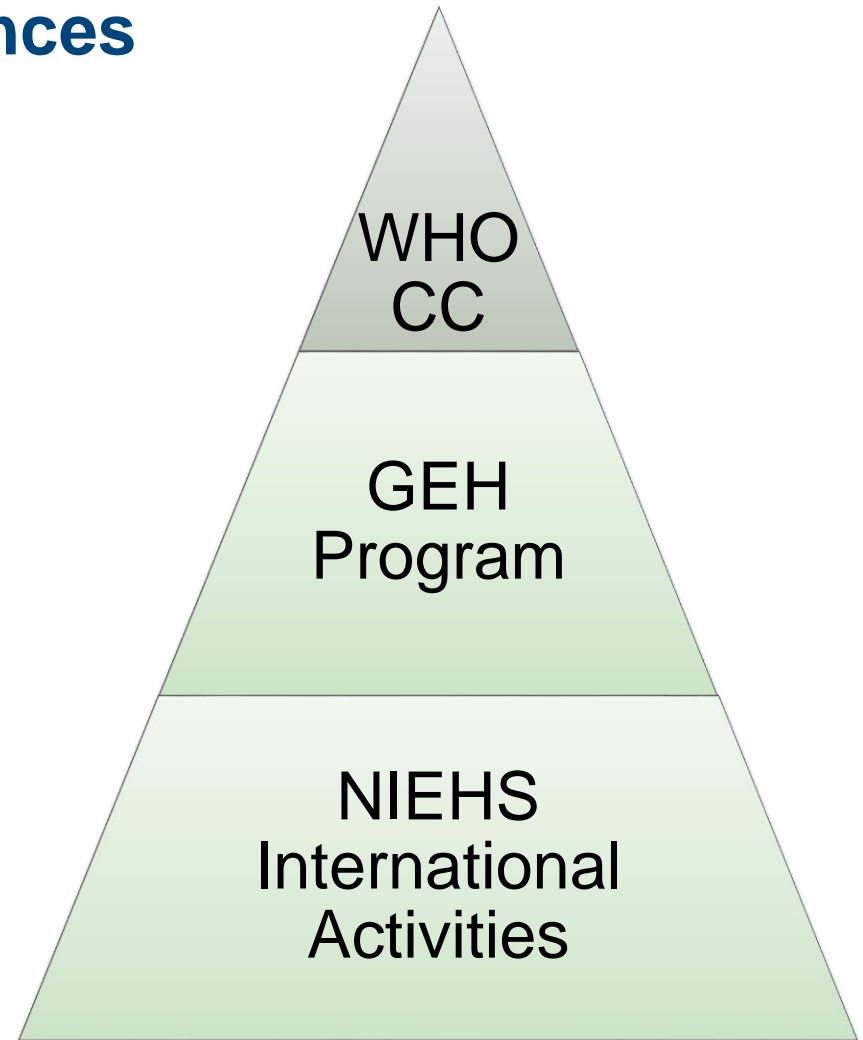 nces
WHO
CC
GEH
Program
NIEHS
International
Activities